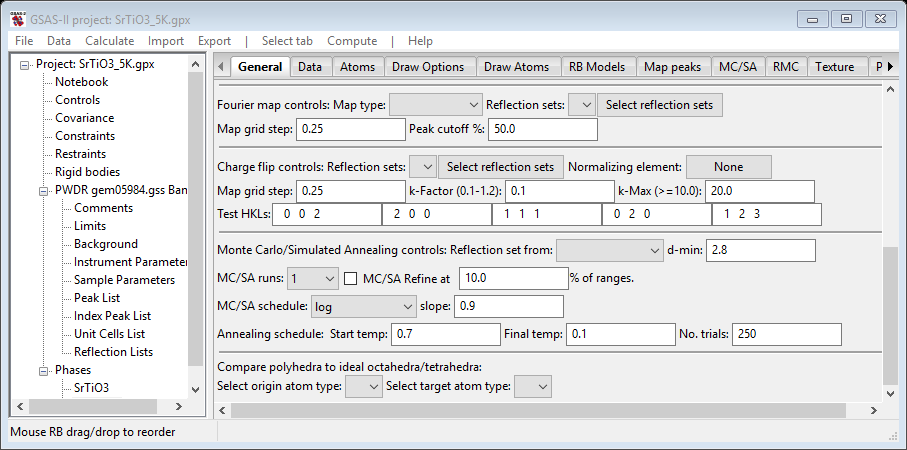 GSAS-II project: SrTiO3_5K.gpx
File Data Calculate Import Export | Select tab Compute | Help
Project: SrTiO3_5K.gpx
Notebook
Controls
Covariance
Constraints
Restraints
Rigid bodies
PWDR gem05984.gss Ban
Comments
Limits
Background
Instrument Parameter
Sample Parameters
Peak List
Index Peak List
Unit Cells List
Reflection Lists
Phases
SrTiO3
General Data Atoms Draw Options Draw Atoms RB Models Map peaks MC/SA RMC Texture P
Fourier map controls: Map type: Reflection sets: Select reflection sets
Map grid step: 0.25 Peak cutoff %: 50.0
Charge flip controls: Reflection sets: Select reflection sets Normalizing element: None
Map grid step: 0.25 k-Factor (0.1-1.2): 0.1 k-Max (>=10.0): 20.0
Test HKLs: 0 0 2 2 0 0 1 1 1 0 2 0 1 2 3
Monte Carlo/Simulated Annealing controls: Reflection set from: d-min: 2.8
MC/SA runs: 1 MC/SA Refine at 10.0 % of ranges.
MC/SA schedule: log slope: 0.9
Annealing schedule: Start temp: 0.7 Final temp: 0.1 No. trials: 250
Compare polyhedra to ideal octahedra/tetrahedra:
Select origin atom type: Select target atom type:
Mouse RB drag/drop to reorder